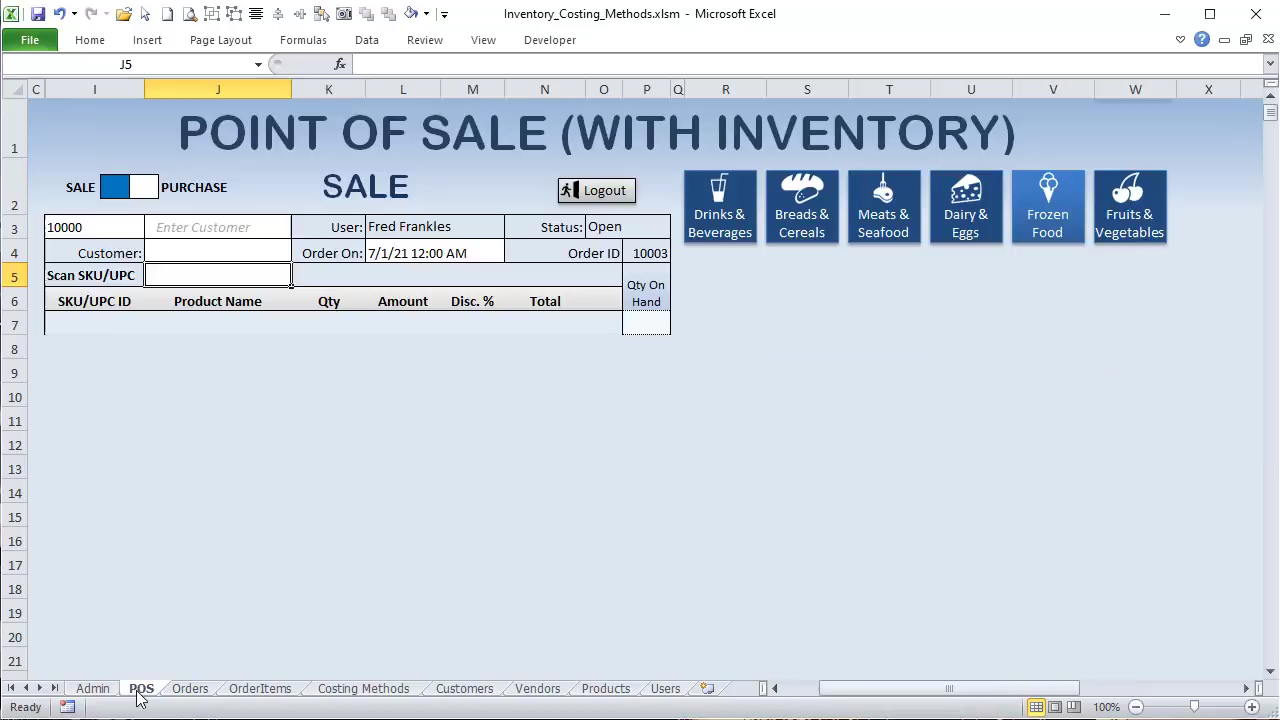 Inventory_Costing_Methods.xlsm - Microsoft Excel
File Home Insert Page Layout Formulas Data Review View Developer
J5 fx
C I J K L M N O P Q R S T U V W X
1 POINT OF SALE (WITH INVENTORY)
2 SALE PURCHASE SALE Logout
Drinks & Beverages
Breads & Cereals
Meats & Seafood
Dairy & Eggs
Frozen Food
Fruits & Vegetables
3 10000 Enter Customer User: Fred Frankles Status: Open
4 Customer: Order On: 7/1/21 12:00 AM Order ID 10003
5 Scan SKU/UPC
6 SKU/UPC ID Product Name Qty Amount Disc. % Total Qty On Hand
7
8
9
10
11
12
13
14
15
16
17
18
19
20
21
Admin POS Orders OrderItems Costing Methods Customers Vendors Products Users
Ready 100%